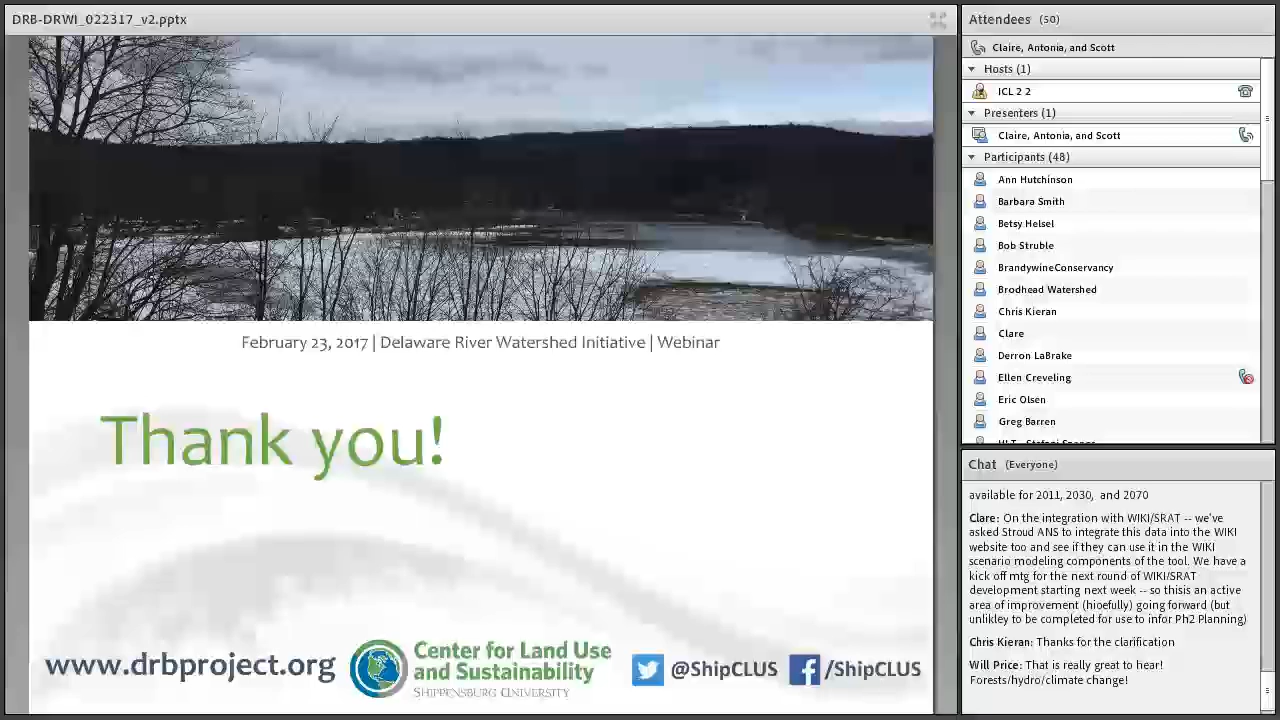 DRB-DRWI_022317_v2.pptx
February 23, 2017 | Delaware River Watershed Initiative | Webinar
Thank you!
www.drbproject.org
Center for Land Use
and Sustainability
SHIPPENSBURG UNIVERSITY
@ShipCLUS
/ShipCLUS
Attendees (50)
Claire, Antonia, and Scott
Hosts (1)
ICL 2 2
Presenters (1)
Claire, Antonia, and Scott
Participants (48)
Ann Hutchinson
Barbara Smith
Betsy Helsel
Bob Struble
BrandywineConservancy
Brodhead Watershed
Chris Kieran
Clare
Derron LaBrake
Ellen Creveling
Eric Olsen
Greg Barren
Chat (Everyone)
available for 2011, 2030, and 2070
Clare: On the integration with WIKI/SRAT -- we've
asked Stroud ANS to integrate this data into the WIKI
website too and see if they can use it in the WIKI
scenario modeling components of the tool. We have a
kick off mtg for the next round of WIKI/SRAT
development starting next week -- so thisis an active
area of improvement (hioefully) going forward (but
unlikley to be completed for use to infor Ph2 Planning)
Chris Kieran: Thanks for the clarification
Will Price: That is really great to hear!
Forests/hydro/climate change!